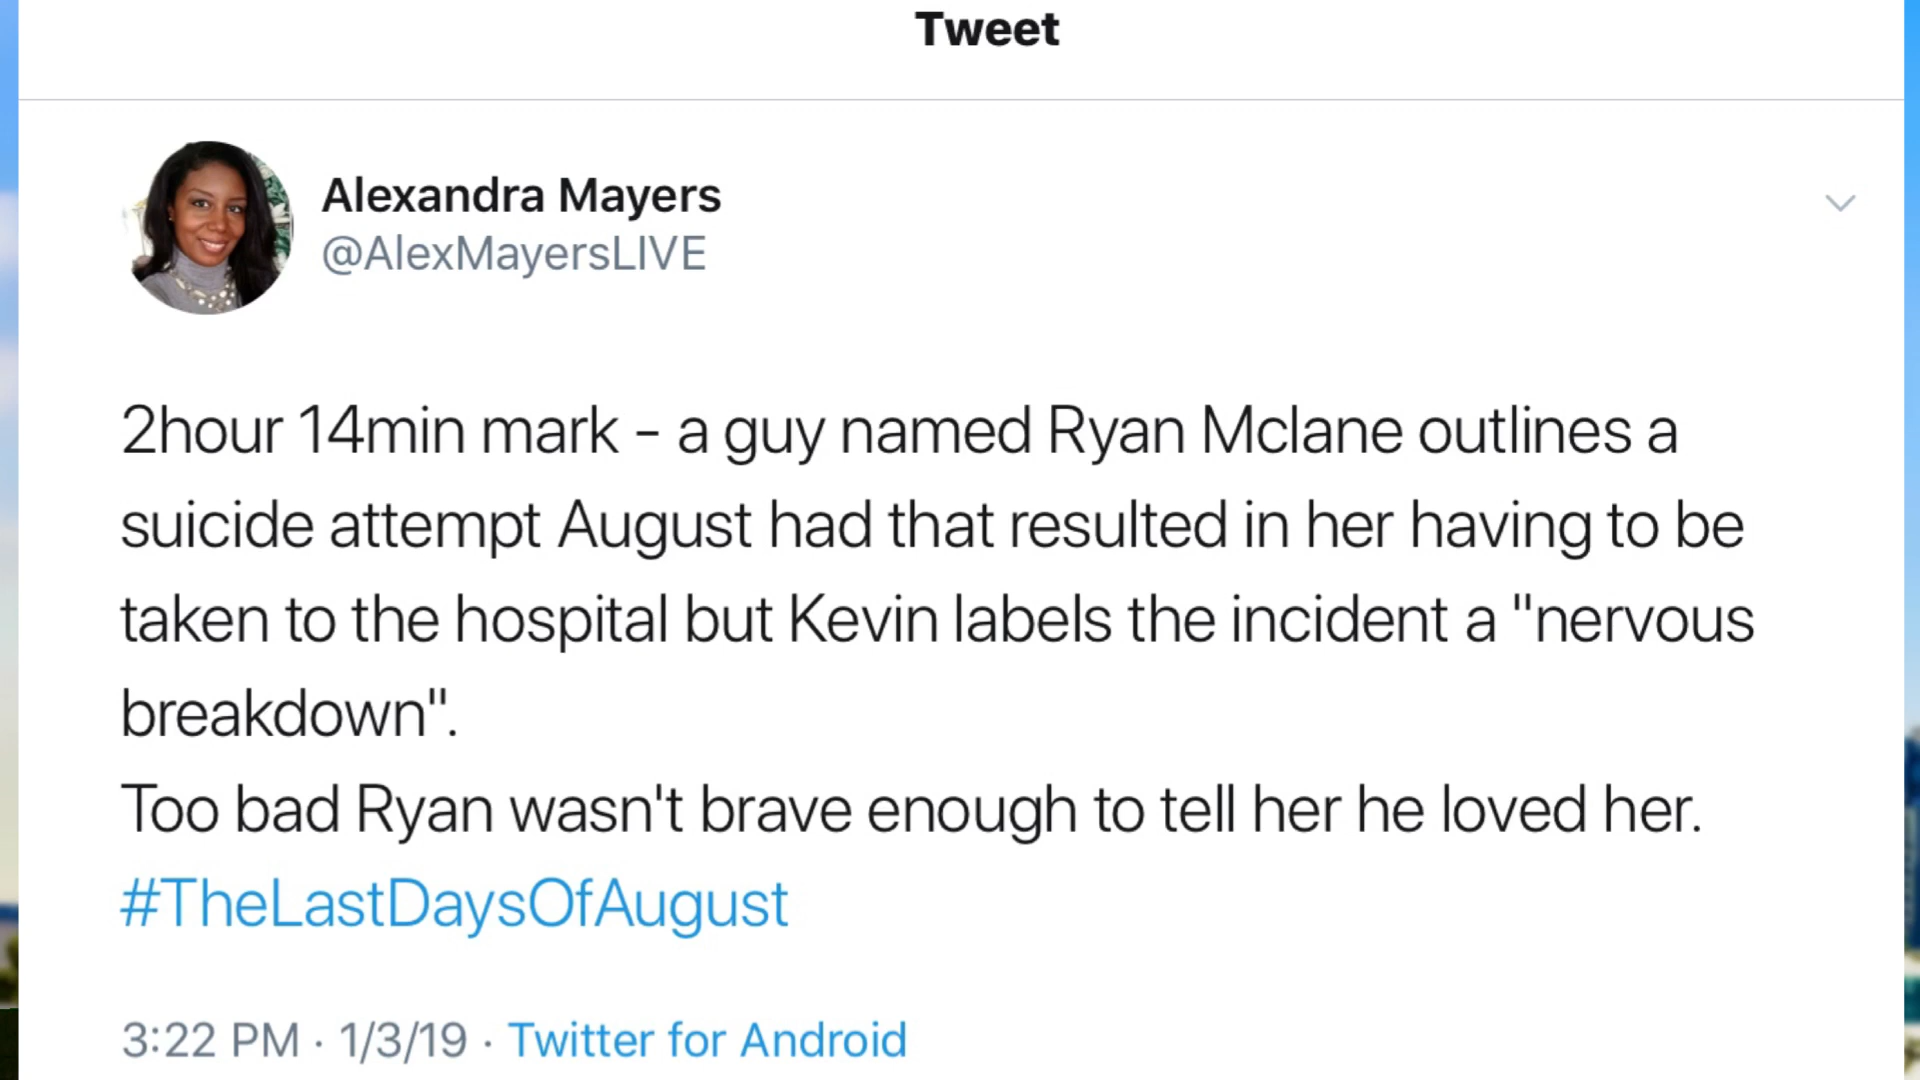 Tweet
Alexandra Mayers
@AlexMayersLIVE
2hour 14min mark - a guy named Ryan Mclane outlines a
suicide attempt August had that resulted in her having to be
taken to the hospital but Kevin labels the incident a "nervous
breakdown".
Too bad Ryan wasn't brave enough to tell her he loved her.
#TheLastDaysOfAugust
3:22 PM · 1/3/19 · Twitter for Android